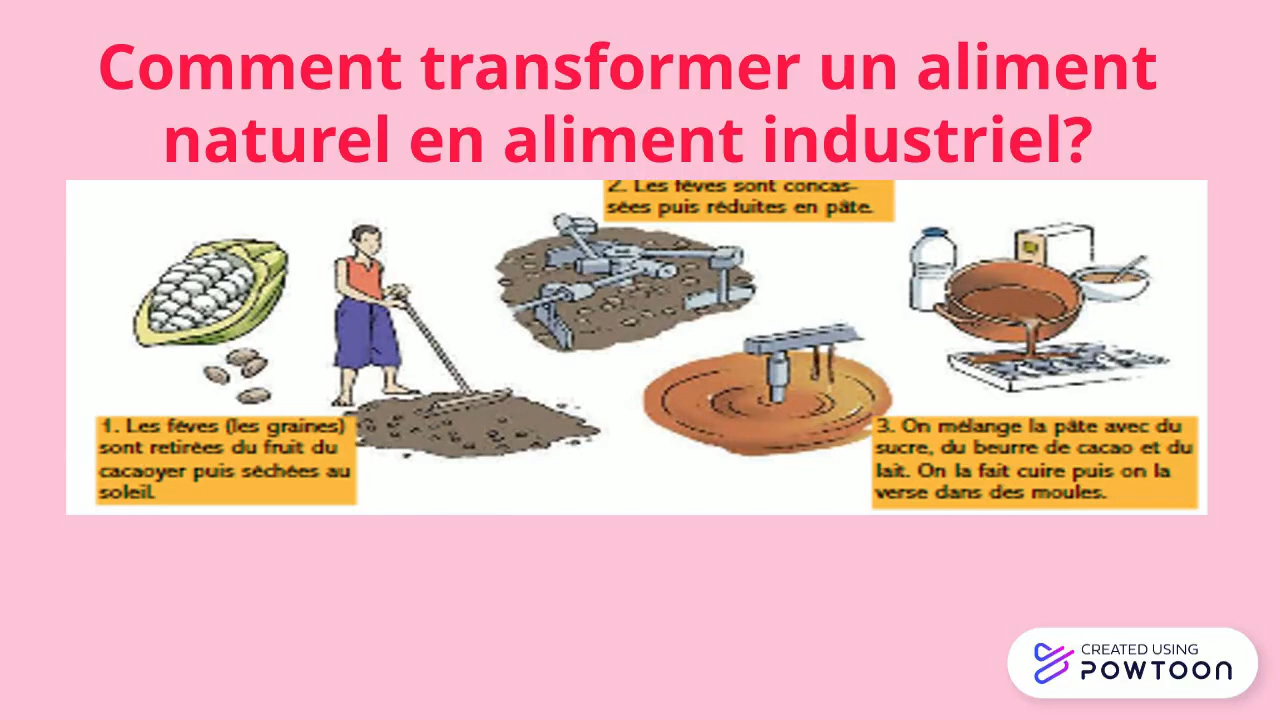 Comment transformer un aliment
naturel en aliment industriel?
2. Les fèves sont concas-
sées puis réduites en pâte.
1. Les fèves (les graines)
sont retirées du fruit du
cacaoyer puis séchées au
soleil.
3. On mélange la pâte avec du
sucre, du beurre de cacao et du
lait. On la fait cuire puis on la
verse dans des moules.
CREATED USING
POWTOON